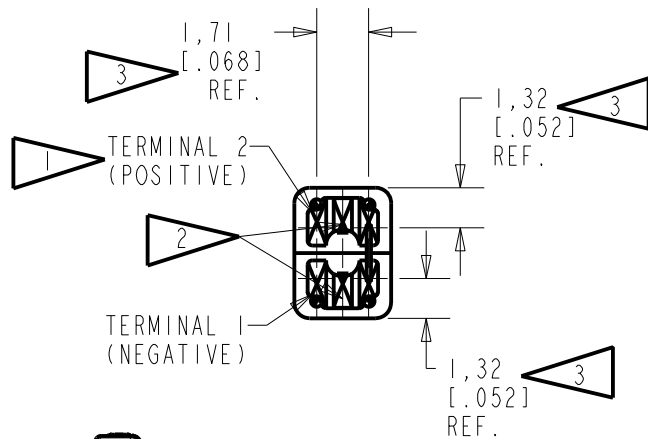 1,71
[.068]
REF.
3
1,32
[.052]
REF.
3
1
TERMINAL 2
(POSITIVE)
2
TERMINAL 1
(NEGATIVE)
1,32
[.052]
REF.
3